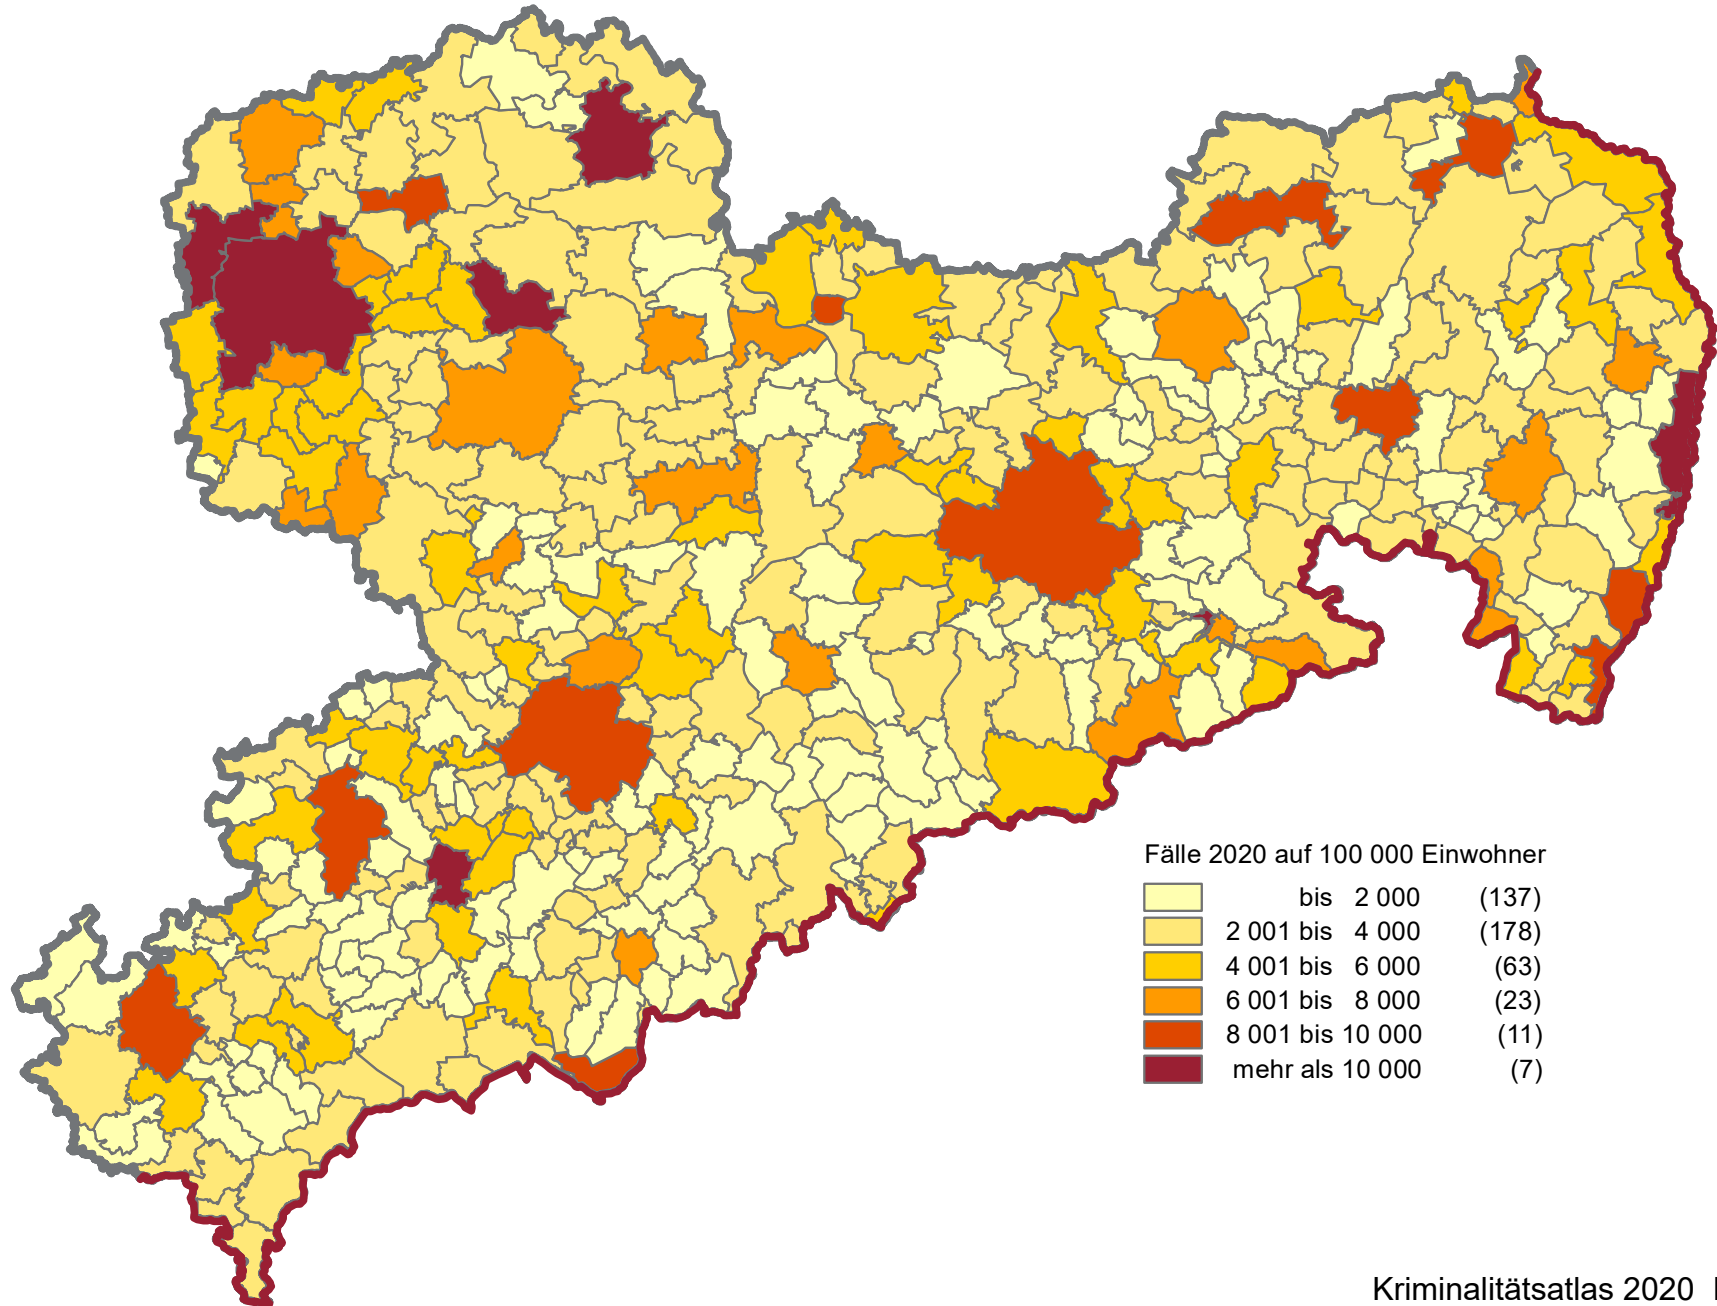 Fälle 2020 auf 100 000 Einwohner
bis 2 000 (137)
2 001 bis 4 000 (178)
4 001 bis 6 000 (63)
6 001 bis 8 000 (23)
8 001 bis 10 000 (11)
mehr als 10 000 (7)
Kriminalitätsatlas 2020